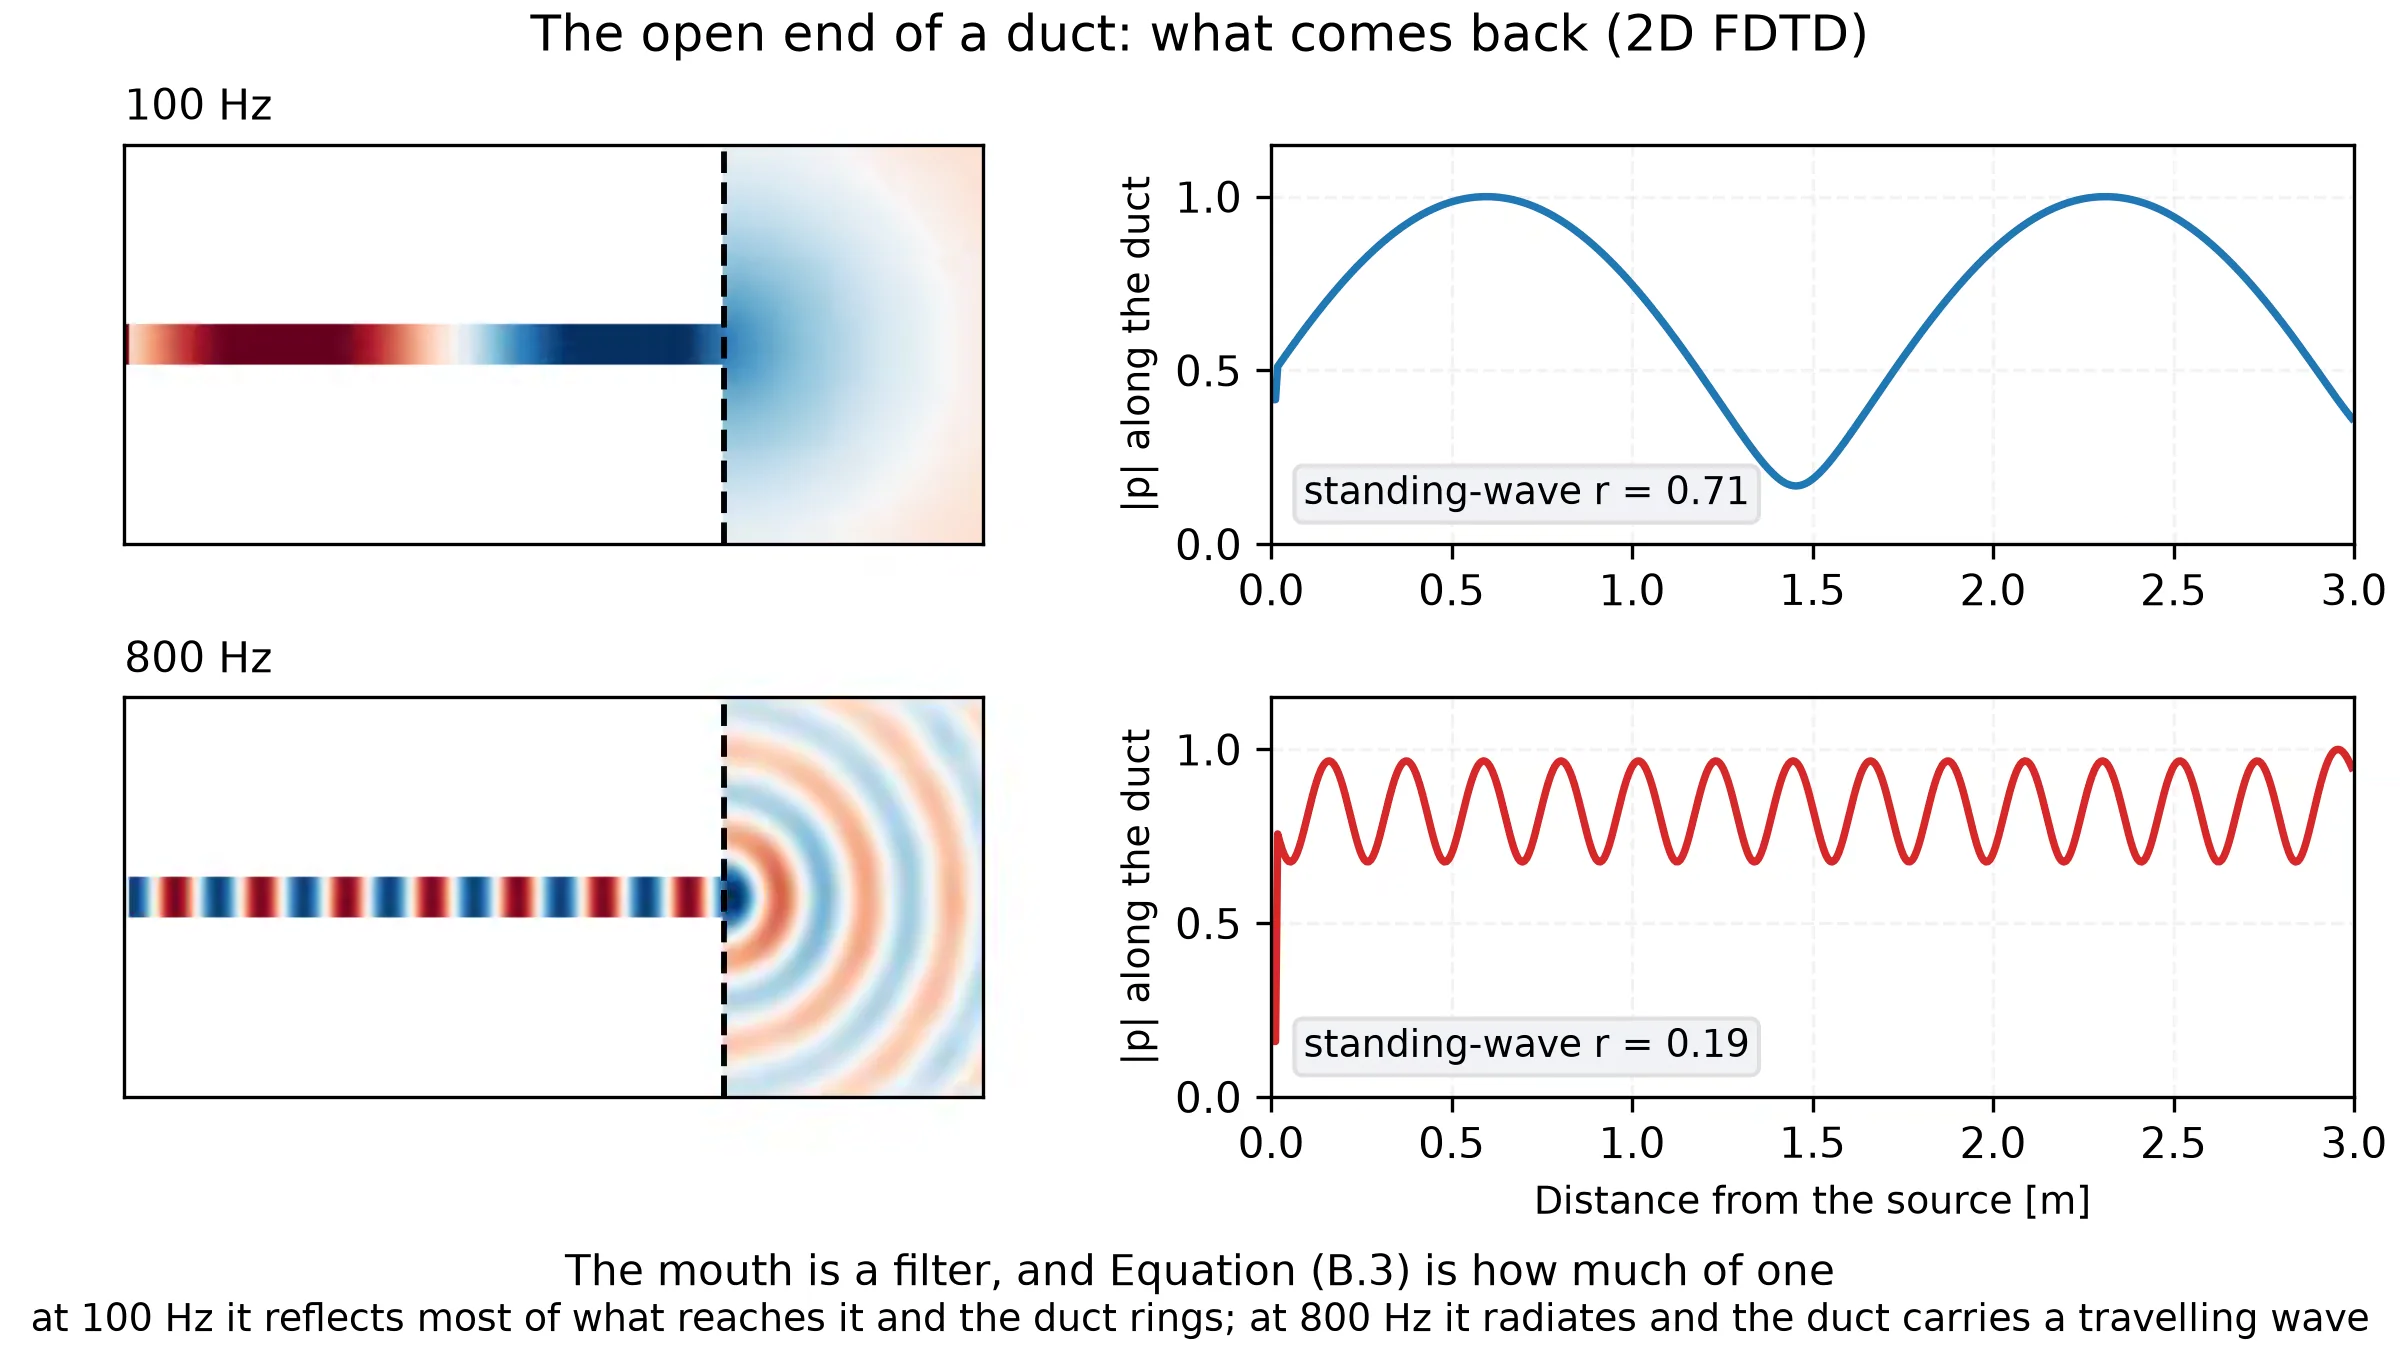 The open end of a duct: what comes back (2D FDTD)
100 Hz
|p| along the duct
1.0
0.5
0.0
standing-wave r = 0.71
0.0 0.5 1.0 1.5 2.0 2.5 3.0
800 Hz
|p| along the duct
1.0
0.5
0.0
standing-wave r = 0.19
0.0 0.5 1.0 1.5 2.0 2.5 3.0
Distance from the source [m]
The mouth is a filter, and Equation (B.3) is how much of one
at 100 Hz it reflects most of what reaches it and the duct rings; at 800 Hz it radiates and the duct carries a travelling wave